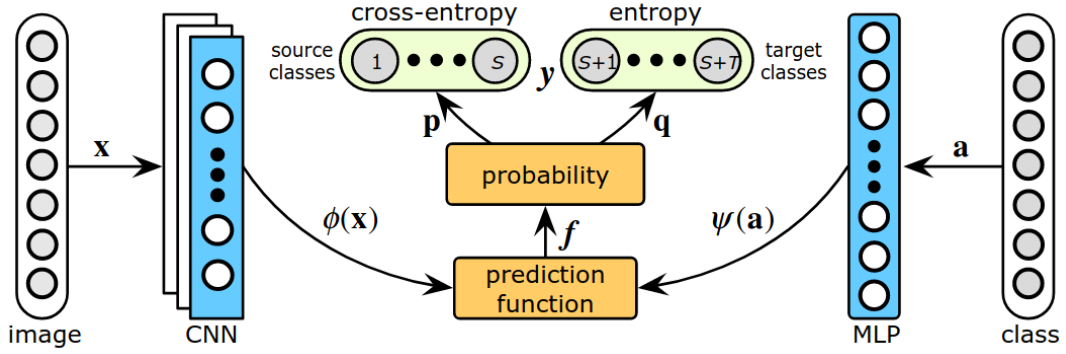 cross-entropy
entropy
source
classes
1
S
y
S+1
S+T
target
classes
p
q
x
probability
a
ϕ(x)
f
ψ(a)
prediction
function
image
CNN
MLP
class